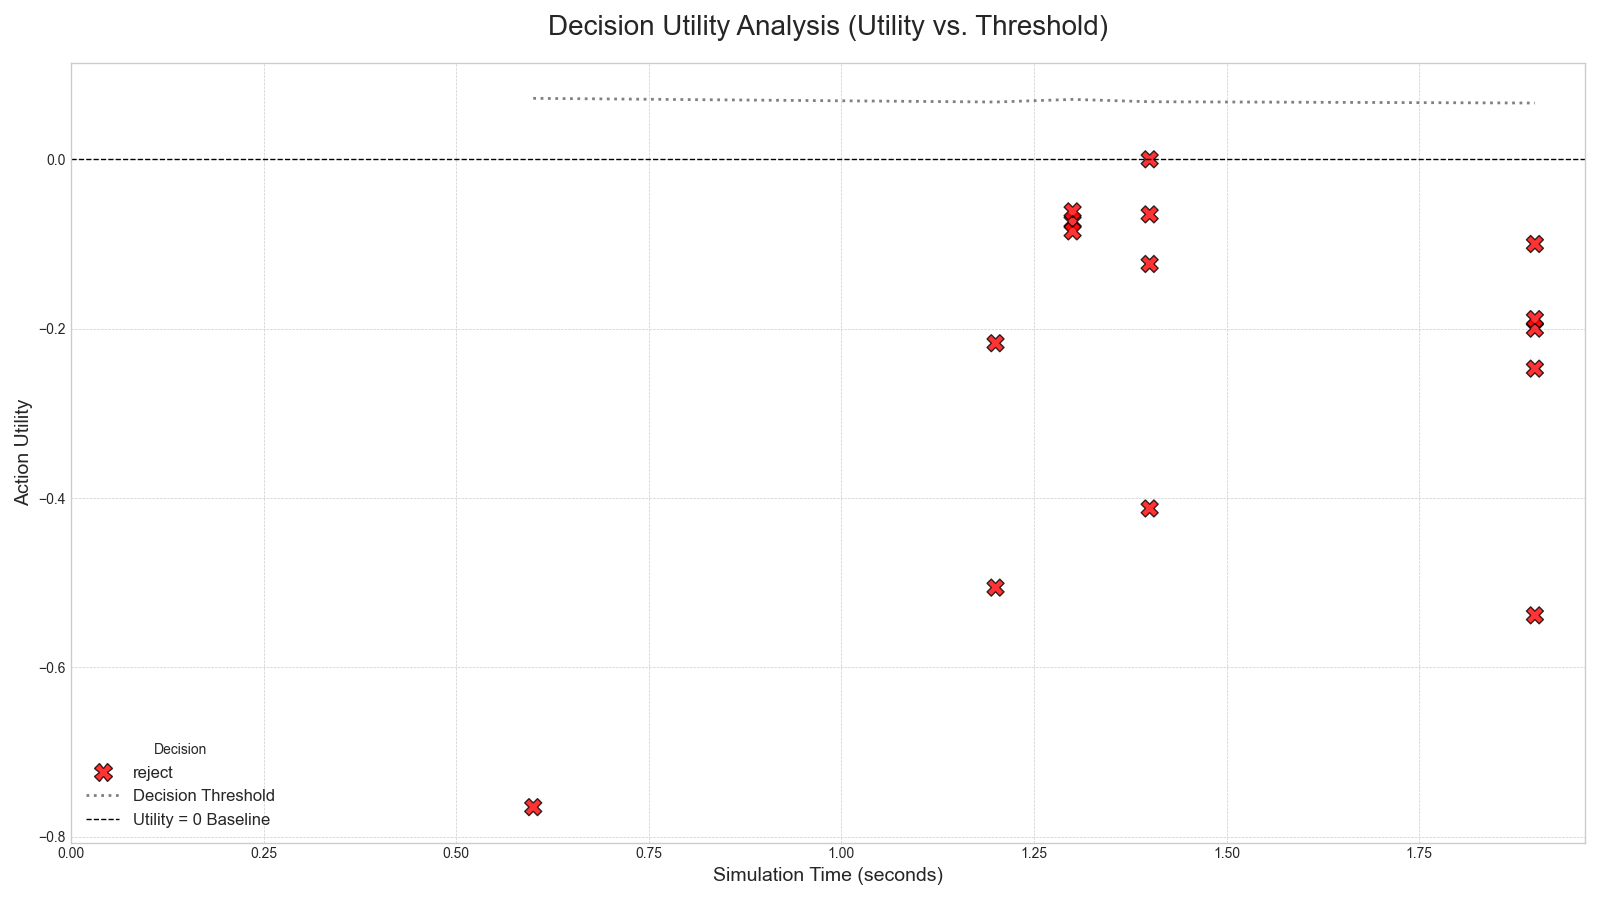 Decision Utility Analysis (Utility vs. Threshold)
Action Utility
0.0
−0.2
−0.4
−0.6
−0.8
Decision
reject
Decision Threshold
Utility = 0 Baseline
0.00 0.25 0.50 0.75 1.00 1.25 1.50 1.75
Simulation Time (seconds)